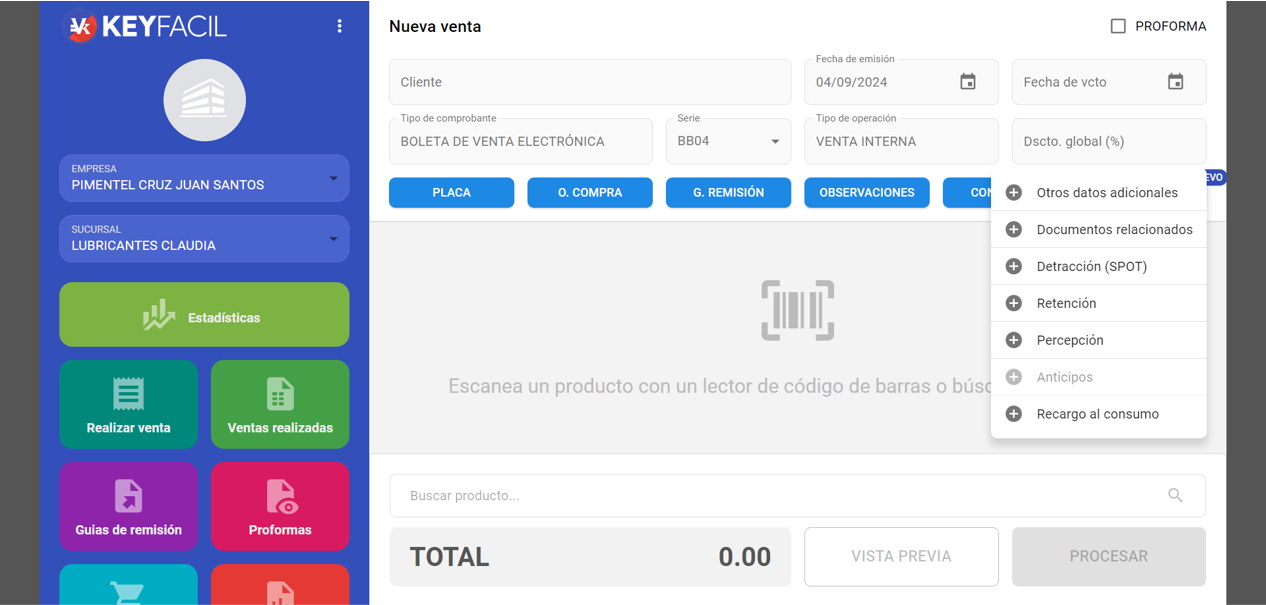 KEYFACIL
EMPRESA
PIMENTEL CRUZ JUAN SANTOS
SUCURSAL
LUBRICANTES CLAUDIA
Estadísticas
Realizar venta
Ventas realizadas
Guias de remisión
Proformas
Nueva venta
PROFORMA
Cliente
Fecha de emisión
04/09/2024
Fecha de vcto
Tipo de comprobante
BOLETA DE VENTA ELECTRÓNICA
Serie
BB04
Tipo de operación
VENTA INTERNA
Dscto. global (%)
PLACA
O. COMPRA
G. REMISIÓN
OBSERVACIONES
CON
EVO
Otros datos adicionales
Documentos relacionados
Detracción (SPOT)
Retención
Percepción
Anticipos
Recargo al consumo
Escanea un producto con un lector de código de barras o búsc
Buscar producto...
TOTAL 0.00
VISTA PREVIA
PROCESAR